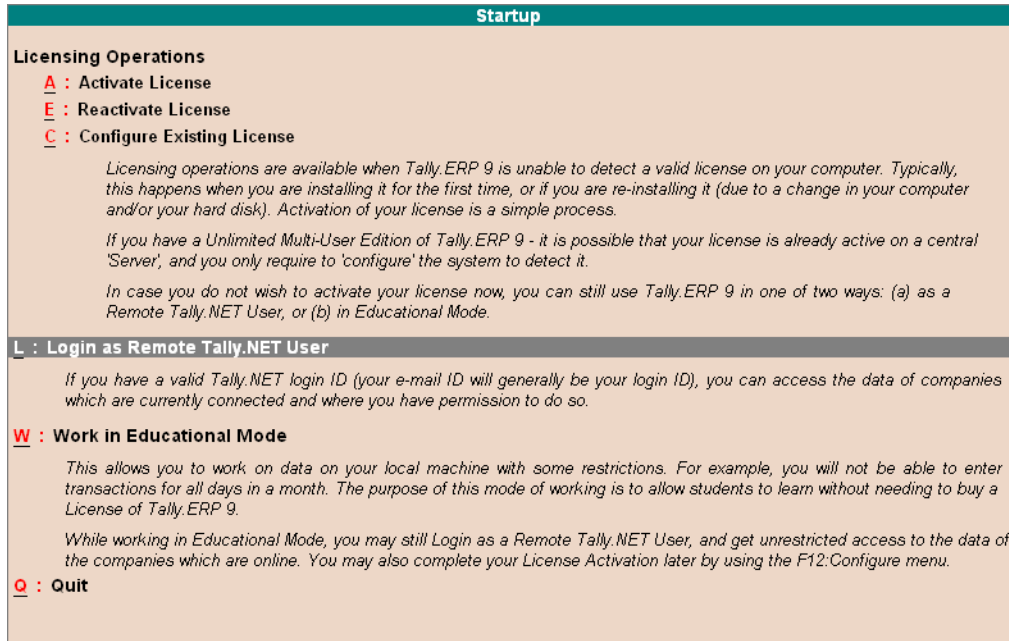 Startup
Licensing Operations
A : Activate License
E : Reactivate License
C : Configure Existing License
Licensing operations are available when Tally.ERP 9 is unable to detect a valid license on your computer. Typically,
this happens when you are installing it for the first time, or if you are re-installing it (due to a change in your computer
and/or your hard disk). Activation of your license is a simple process.
If you have a Unlimited Multi-User Edition of Tally.ERP 9 - it is possible that your license is already active on a central
'Server', and you only require to 'configure' the system to detect it.
In case you do not wish to activate your license now, you can still use Tally.ERP 9 in one of two ways: (a) as a
Remote Tally.NET User, or (b) in Educational Mode.
L : Login as Remote Tally.NET User
If you have a valid Tally.NET login ID (your e-mail ID will generally be your login ID), you can access the data of companies
which are currently connected and where you have permission to do so.
W : Work in Educational Mode
This allows you to work on data on your local machine with some restrictions. For example, you will not be able to enter
transactions for all days in a month. The purpose of this mode of working is to allow students to learn without needing to buy a
License of Tally.ERP 9.
While working in Educational Mode, you may still Login as a Remote Tally.NET User, and get unrestricted access to the data of
the companies which are online. You may also complete your License Activation later by using the F12:Configure menu.
Q : Quit